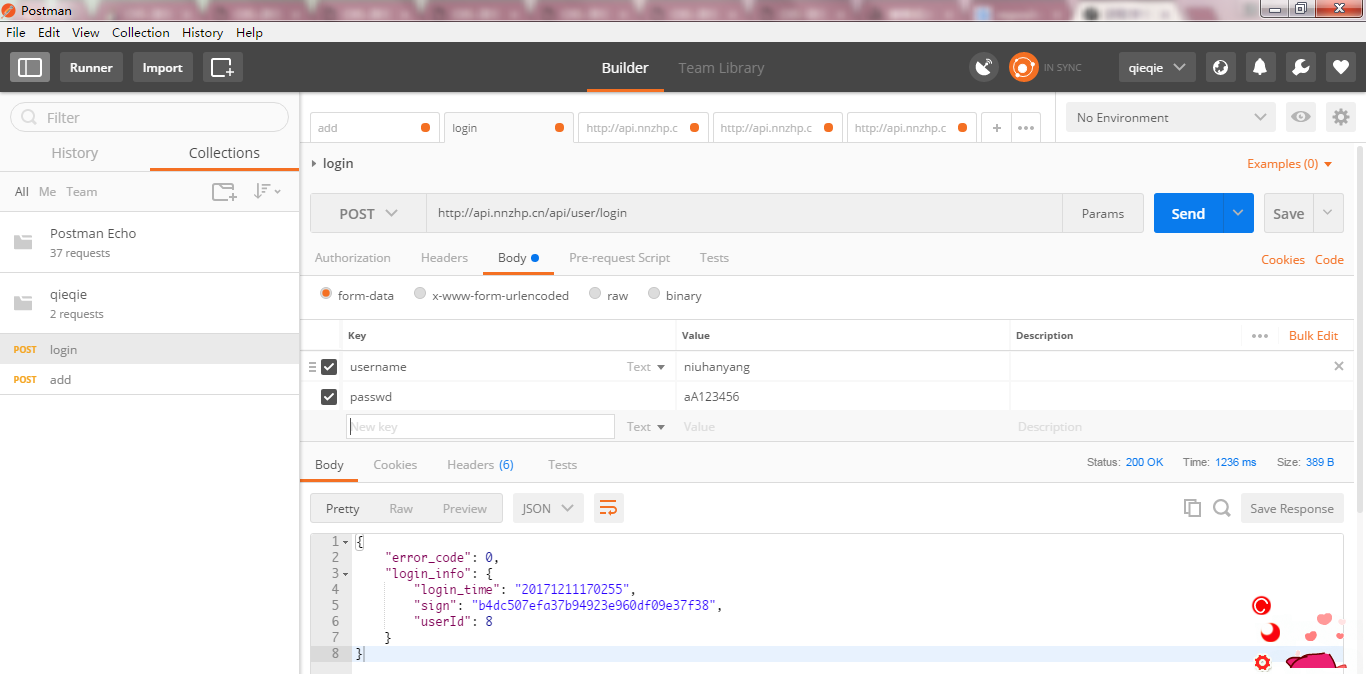 Postman
File Edit View Collection History Help
Runner Import Builder Team Library IN SYNC qieqie
Filter
History Collections
All Me Team
Postman Echo
37 requests
qieqie
2 requests
POST login
POST add
add login http://api.nnzhp.c http://api.nnzhp.c http://api.nnzhp.c + ••• No Environment
login Examples (0)
POST http://api.nnzhp.cn/api/user/login Params Send Save
Authorization Headers Body Pre-request Script Tests Cookies Code
form-data x-www-form-urlencoded raw binary
Key Value Description ••• Bulk Edit
username Text niuhanyang
passwd aA123456
New key Text Value Description
Body Cookies Headers (6) Tests Status: 200 OK Time: 1236 ms Size: 389 B
Pretty Raw Preview JSON Save Response
1 {
2 "error_code": 0,
3 "login_info": {
4 "login_time": "20171211170255",
5 "sign": "b4dc507efa37b94923e960df09e37f38",
6 "userId": 8
7 }
8 }